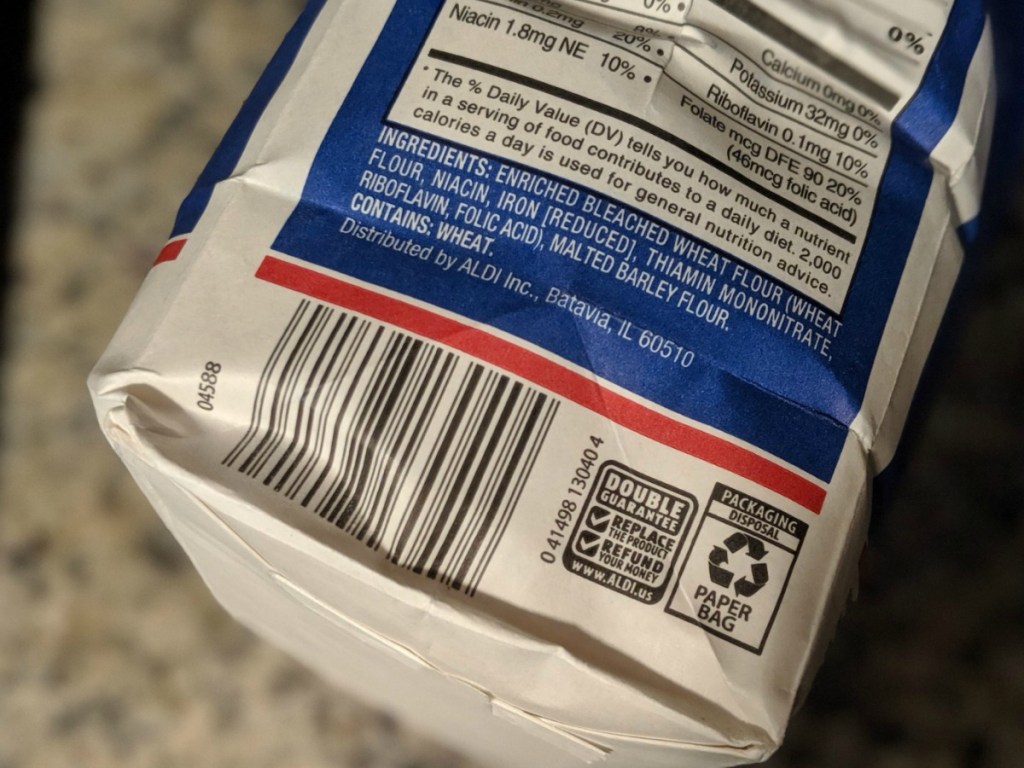 0%
20%
Niacin 1.8mg NE 10% •
0%
Calcium 0mg 0%
Potassium 32mg 0%
Riboflavin 0.1mg 10%
Folate mcg DFE 90 20%
(46mcg folic acid)
* The % Daily Value (DV) tells you how much a nutrient
in a serving of food contributes to a daily diet. 2,000
calories a day is used for general nutrition advice.
INGREDIENTS: ENRICHED BLEACHED WHEAT FLOUR (WHEAT
FLOUR, NIACIN, IRON [REDUCED], THIAMIN MONONITRATE,
RIBOFLAVIN, FOLIC ACID), MALTED BARLEY FLOUR.
CONTAINS: WHEAT.
Distributed by ALDI Inc., Batavia, IL 60510
04588
0 41498 13040 4
DOUBLE
GUARANTEE
REPLACE
THE PRODUCT
REFUND
YOUR MONEY
WWW.ALDI.us
PACKAGING
DISPOSAL
PAPER
BAG